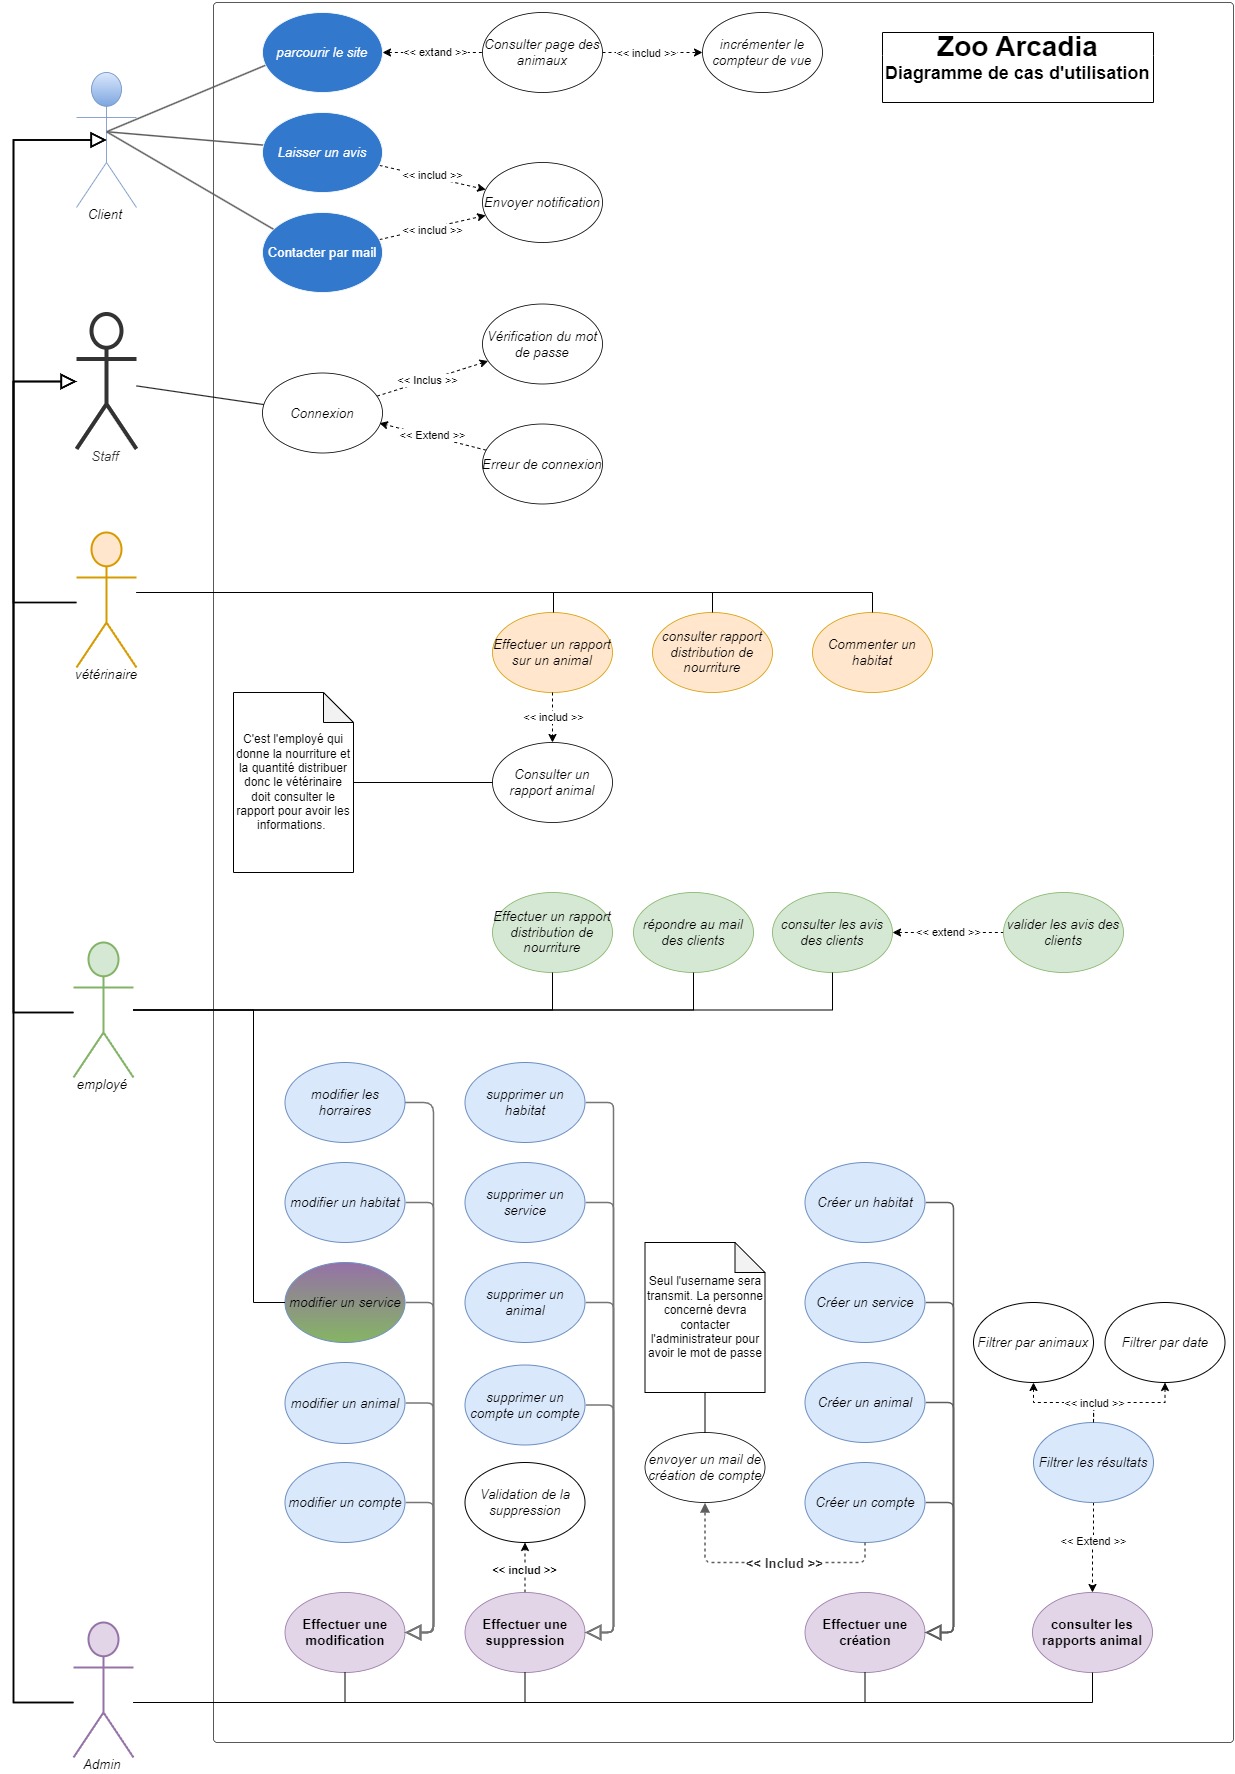 Zoo Arcadia
Diagramme de cas d'utilisation
parcourir le site
<< extand >>
Consulter page des
animaux
<< includ >>
incrémenter le
compteur de vue
Client
Laisser un avis
<< includ >>
Envoyer notification
Contacter par mail
<< includ >>
Staff
Connexion
<< Inclus >>
Vérification du mot
de passe
<< Extend >>
Erreur de connexion
vétérinaire
Effectuer un rapport
sur un animal
consulter rapport
distribution de
nourriture
Commenter un
habitat
<< includ >>
Consulter un
rapport animal
C'est l'employé qui
donne la nourriture et
la quantité distribuer
donc le vétérinaire
doit consulter le
rapport pour avoir les
informations.
employé
Effectuer un rapport
distribution de
nourriture
répondre au mail
des clients
consulter les avis
des clients
<< extend >>
valider les avis des
clients
modifier les
horraires
modifier un habitat
modifier un service
modifier un animal
modifier un compte
Effectuer une
modification
supprimer un
habitat
supprimer un
service
supprimer un
animal
supprimer un
compte un compte
Validation de la
suppression
<< includ >>
Effectuer une
suppression
Seul l'username sera
transmit. La personne
concerné devra
contacter
l'administrateur pour
avoir le mot de passe
envoyer un mail de
création de compte
<< Includ >>
Créer un habitat
Créer un service
Créer un animal
Créer un compte
Effectuer une
création
Filtrer par animaux
Filtrer par date
<< includ >>
Filtrer les résultats
<< Extend >>
consulter les
rapports animal
Admin